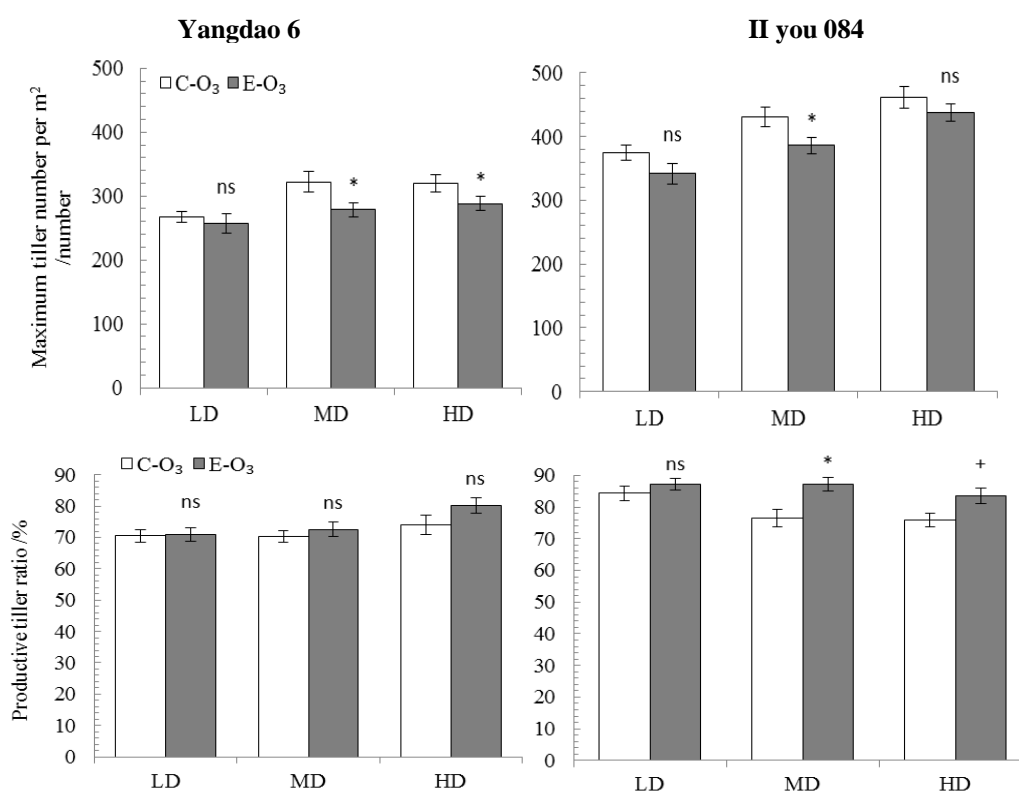 Yangdao 6
II you 084
Maximum tiller number per m²
/number
500
400
300
200
100
0
C-O₃ E-O₃
ns
*
*
LD MD HD
500
400
300
200
100
0
ns
*
ns
LD MD HD
Productive tiller ratio /%
90
80
70
60
50
40
30
20
10
0
C-O₃ E-O₃
ns
ns
ns
LD MD HD
90
80
70
60
50
40
30
20
10
0
ns
*
+
LD MD HD